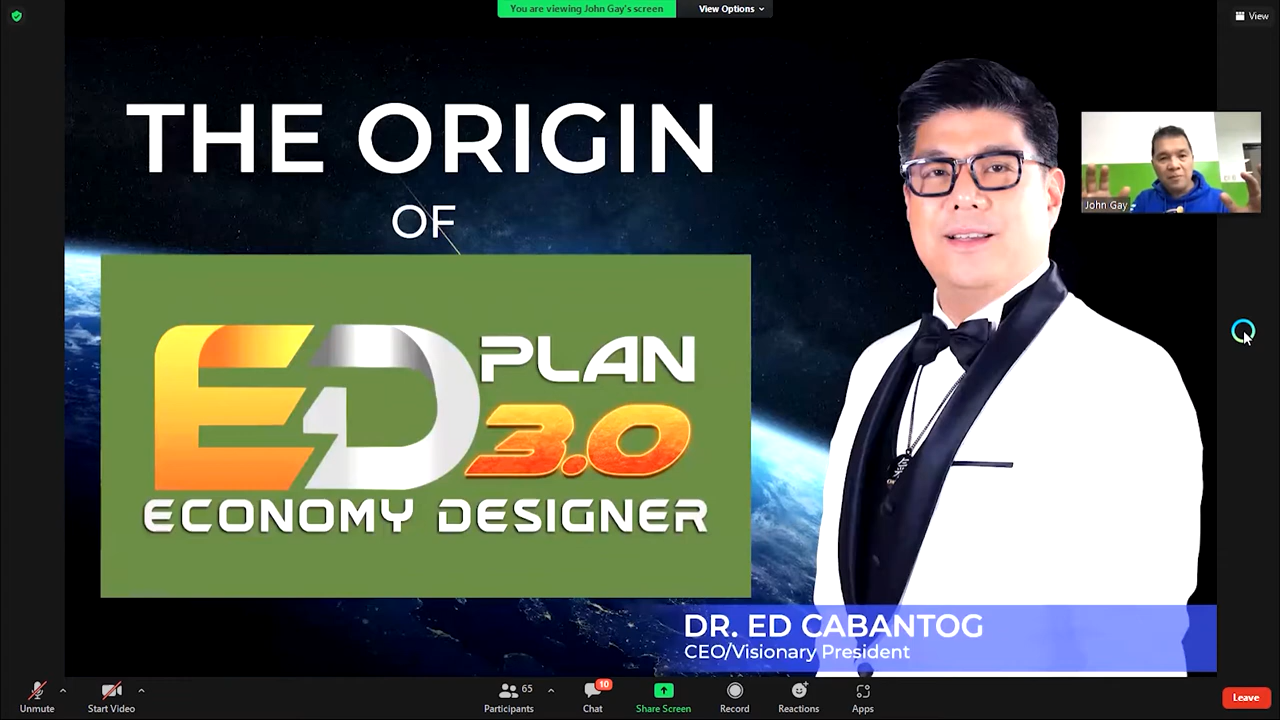 You are viewing John Gay's screen
View Options
View
THE ORIGIN
OF
ED PLAN
3.0
ECONOMY DESIGNER
John Gay
DR. ED CABANTOG
CEO/Visionary President
65
10
Unmute
Start Video
Participants
Chat
Share Screen
Record
Reactions
Apps
Leave